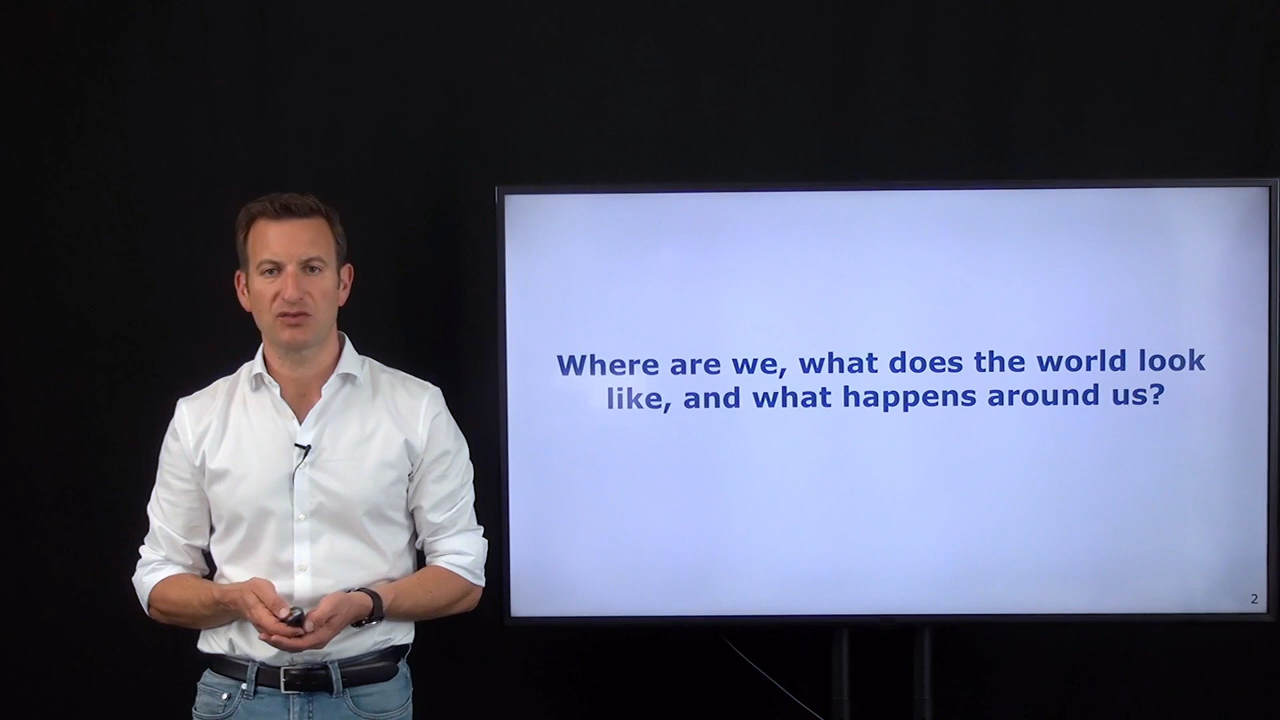 Where are we, what does the world look
like, and what happens around us?
2